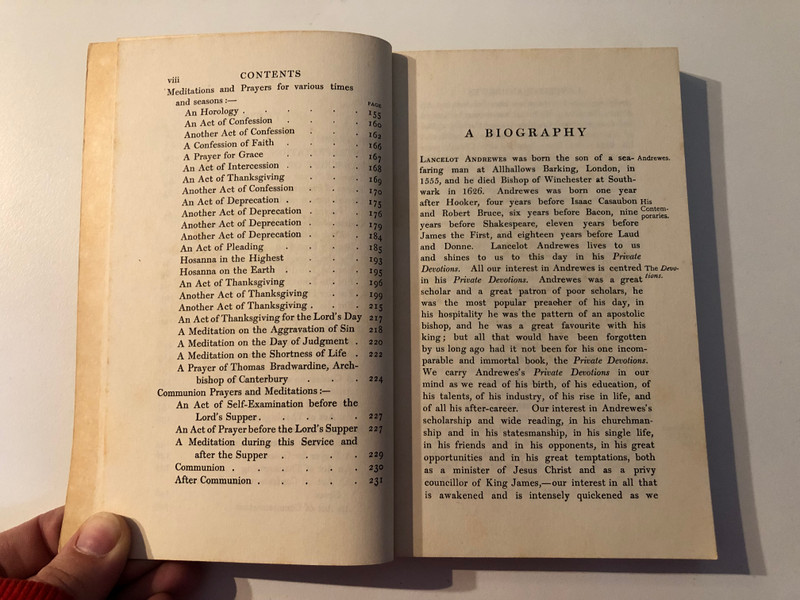 viii CONTENTS
Meditations and Prayers for various times
and seasons:—
PAGE
An Horology . . . . . . 155
An Act of Confession . . . . 160
Another Act of Confession . . . 162
A Confession of Faith . . . . 166
A Prayer for Grace . . . . 167
An Act of Intercession . . . . 168
An Act of Thanksgiving . . . 169
Another Act of Confession . . . 170
An Act of Deprecation . . . . 175
Another Act of Deprecation . . . 176
Another Act of Deprecation . . . 179
Another Act of Deprecation . . . 184
An Act of Pleading . . . . 185
Hosanna in the Highest . . . . 193
Hosanna on the Earth . . . . 195
An Act of Thanksgiving . . . . 196
Another Act of Thanksgiving . . . 199
Another Act of Thanksgiving . . . 215
An Act of Thanksgiving for the Lord's Day 217
A Meditation on the Aggravation of Sin 218
A Meditation on the Day of Judgment . 220
A Meditation on the Shortness of Life . 222
A Prayer of Thomas Bradwardine, Arch-
bishop of Canterbury . . . 224
Communion Prayers and Meditations:—
An Act of Self-Examination before the
Lord's Supper . . . . . 227
An Act of Prayer before the Lord's Supper 227
A Meditation during this Service and
after the Supper . . . . 229
Communion . . . . . . 230
After Communion . . . . . 231
A BIOGRAPHY
LANCELOT ANDREWES was born the son of a sea- Andrewes.
faring man at Allhallows Barking, London, in
1555, and he died Bishop of Winchester at South-
wark in 1626. Andrewes was born one year
after Hooker, four years before Isaac Casaubon His
and Robert Bruce, six years before Bacon, nine Contem-
years before Shakespeare, eleven years before poraries.
James the First, and eighteen years before Laud
and Donne. Lancelot Andrewes lives to us
and shines to us to this day in his Private
Devotions. All our interest in Andrewes is centred The Devo-
in his Private Devotions. Andrewes was a great tions.
scholar and a great patron of poor scholars, he
was the most popular preacher of his day, in
his hospitality he was the pattern of an apostolic
bishop, and he was a great favourite with his
king; but all that would have been forgotten
by us long ago had it not been for his one incom-
parable and immortal book, the Private Devotions.
We carry Andrewes's Private Devotions in our
mind as we read of his birth, of his education, of
his talents, of his industry, of his rise in life, and
of all his after-career. Our interest in Andrewes's
scholarship and wide reading, in his churchman-
ship and in his statesmanship, in his single life,
in his friends and in his opponents, in his great
opportunities and in his great temptations, both
as a minister of Jesus Christ and as a privy
councillor of King James,—our interest in all that
is awakened and is intensely quickened as we